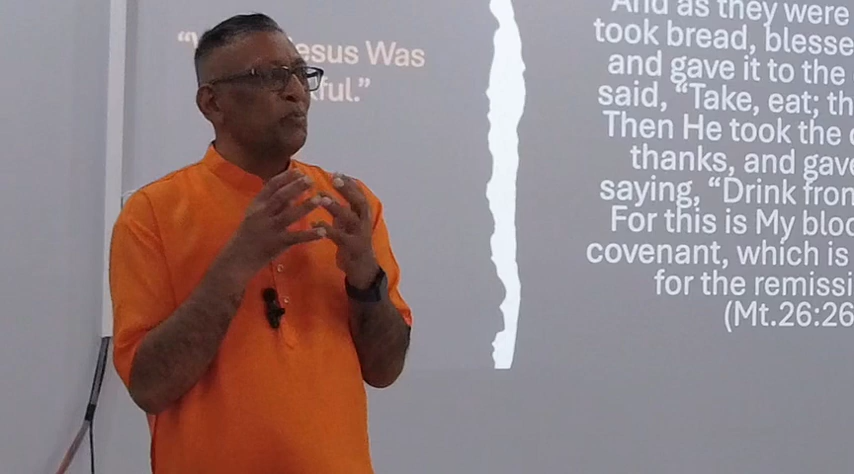 “ esus Was
ful.”
And as they were
took bread, blesse
and gave it to the
said, “Take, eat; th
Then He took the c
thanks, and gave
saying, “Drink from
For this is My bloo
covenant, which is
for the remissi
(Mt.26:26